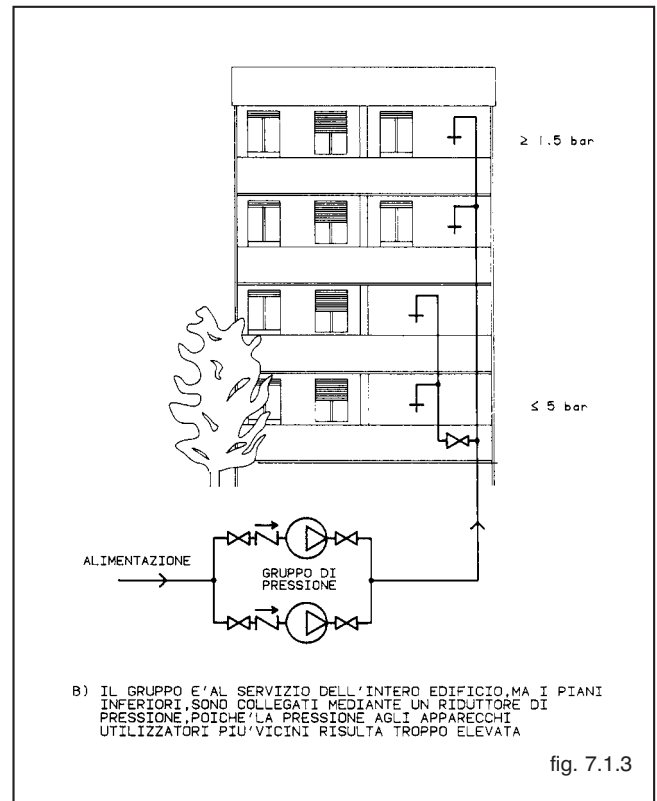 ≥ 1.5 bar
≤ 5 bar
ALIMENTAZIONE
GRUPPO DI
PRESSIONE
B) IL GRUPPO E'AL SERVIZIO DELL'INTERO EDIFICIO,MA I PIANI
INFERIORI,SONO COLLEGATI MEDIANTE UN RIDUTTORE DI
PRESSIONE,POICHE'LA PRESSIONE AGLI APPARECCHI
UTILIZZATORI PIU'VICINI RISULTA TROPPO ELEVATA
fig. 7.1.3